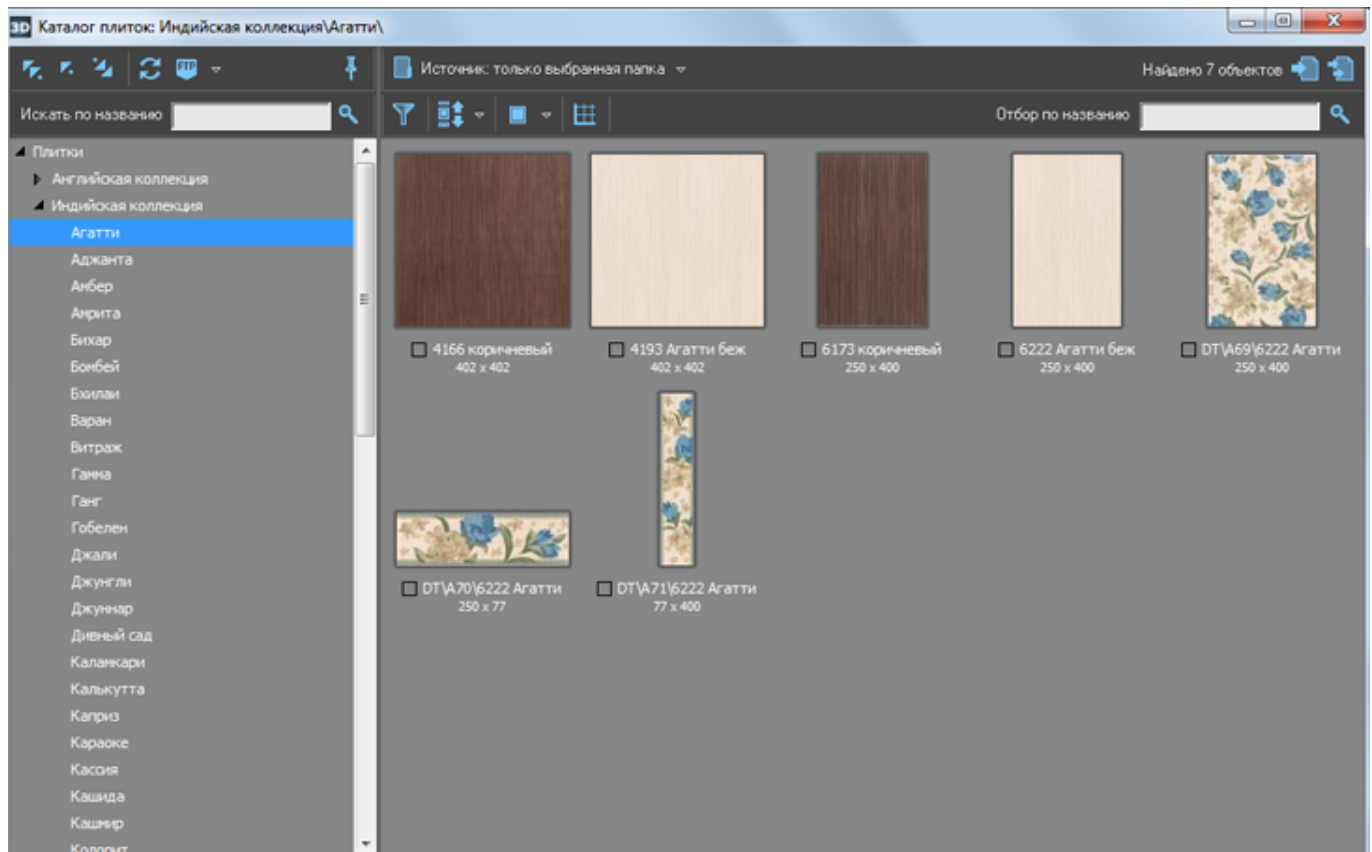 3D Каталог плиток: Индийская коллекция\Агатти\
FTP
Источник: только выбранная папка
Найдено 7 объектов
Искать по названию
Отбор по названию
Плитки
Английская коллекция
Индийская коллекция
Агатти
Аджанта
Амбер
Амрита
Бихар
Бомбей
Бхилаи
Варан
Витраж
Гамма
Ганг
Гобелен
Джали
Джунгли
Джуннар
Дивный сад
Каламкари
Калькутта
Каприз
Караоке
Кассия
Кашида
Кашмир
Колорит
4166 коричневый
402 x 402
4193 Агатти беж
402 x 402
6173 коричневый
250 x 400
6222 Агатти беж
250 x 400
DT\A69\6222 Агатти
250 x 400
DT\A70\6222 Агатти
250 x 77
DT\A71\6222 Агатти
77 x 400